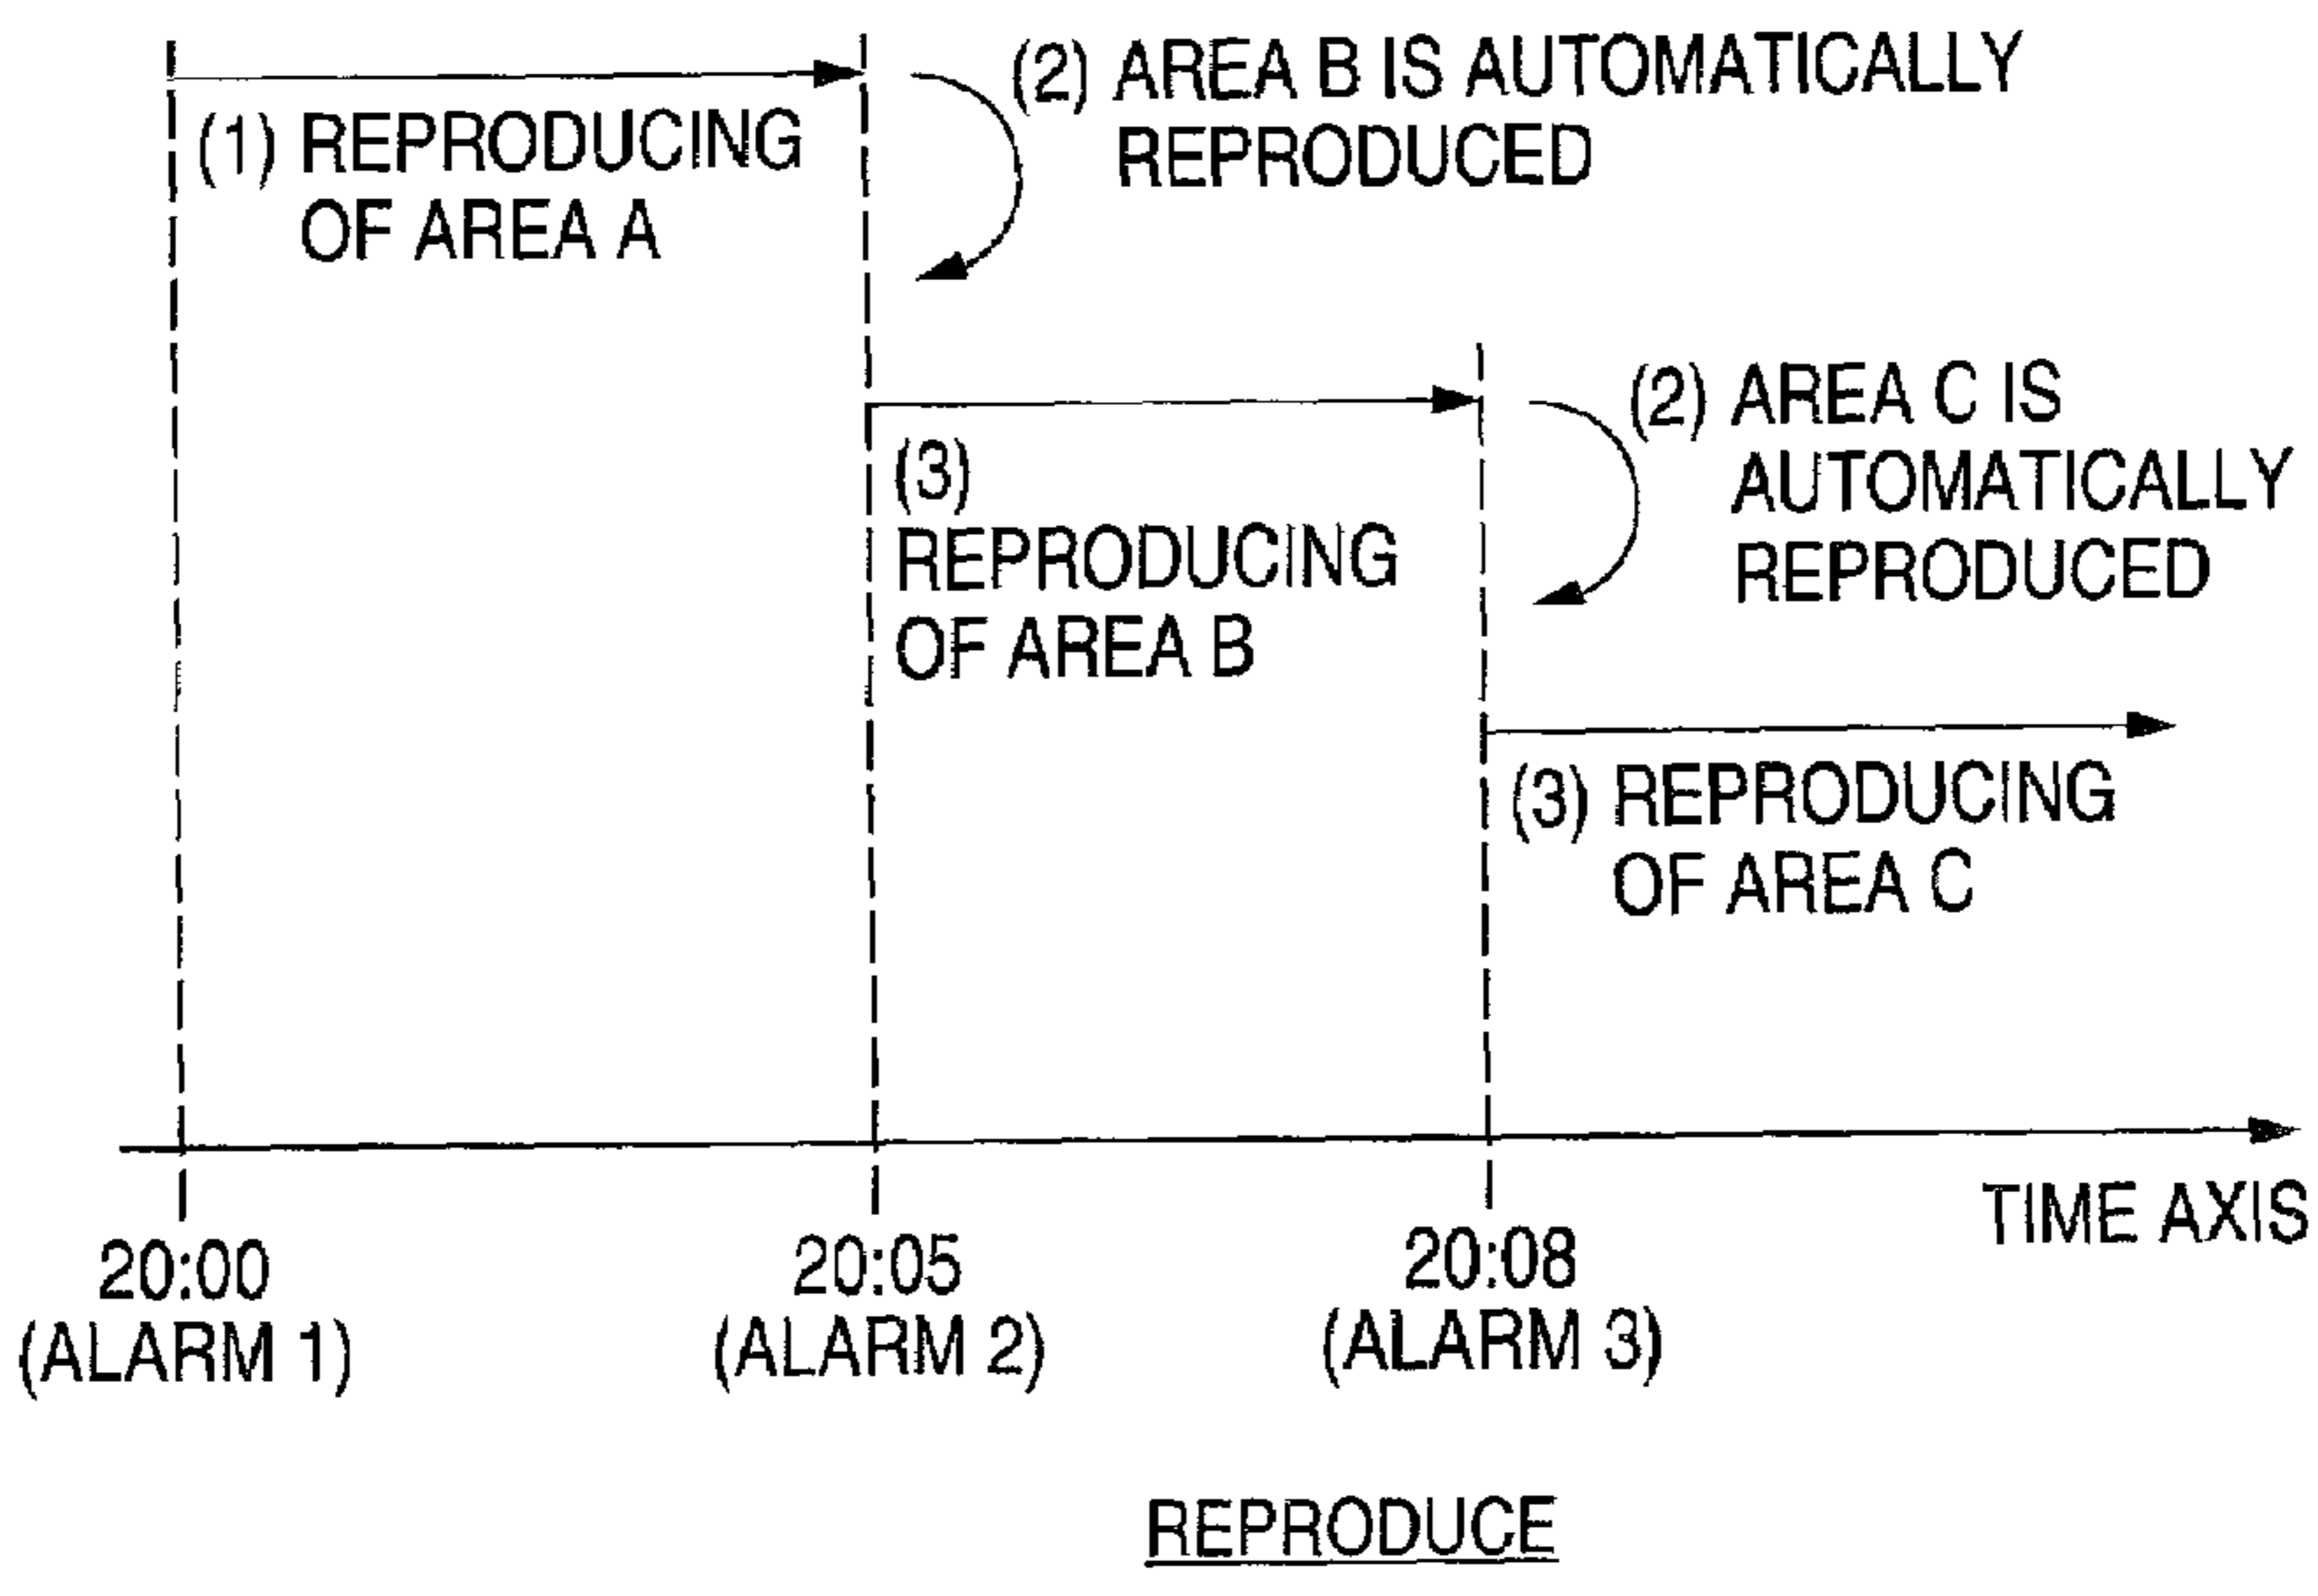 (1) REPRODUCING
OF AREA A
(2) AREA B IS AUTOMATICALLY
REPRODUCED
(3)
REPRODUCING
OF AREA B
(2) AREA C IS
AUTOMATICALLY
REPRODUCED
(3) REPRODUCING
OF AREA C
TIME AXIS
20:00
(ALARM 1)
20:05
(ALARM 2)
20:08
(ALARM 3)
REPRODUCE